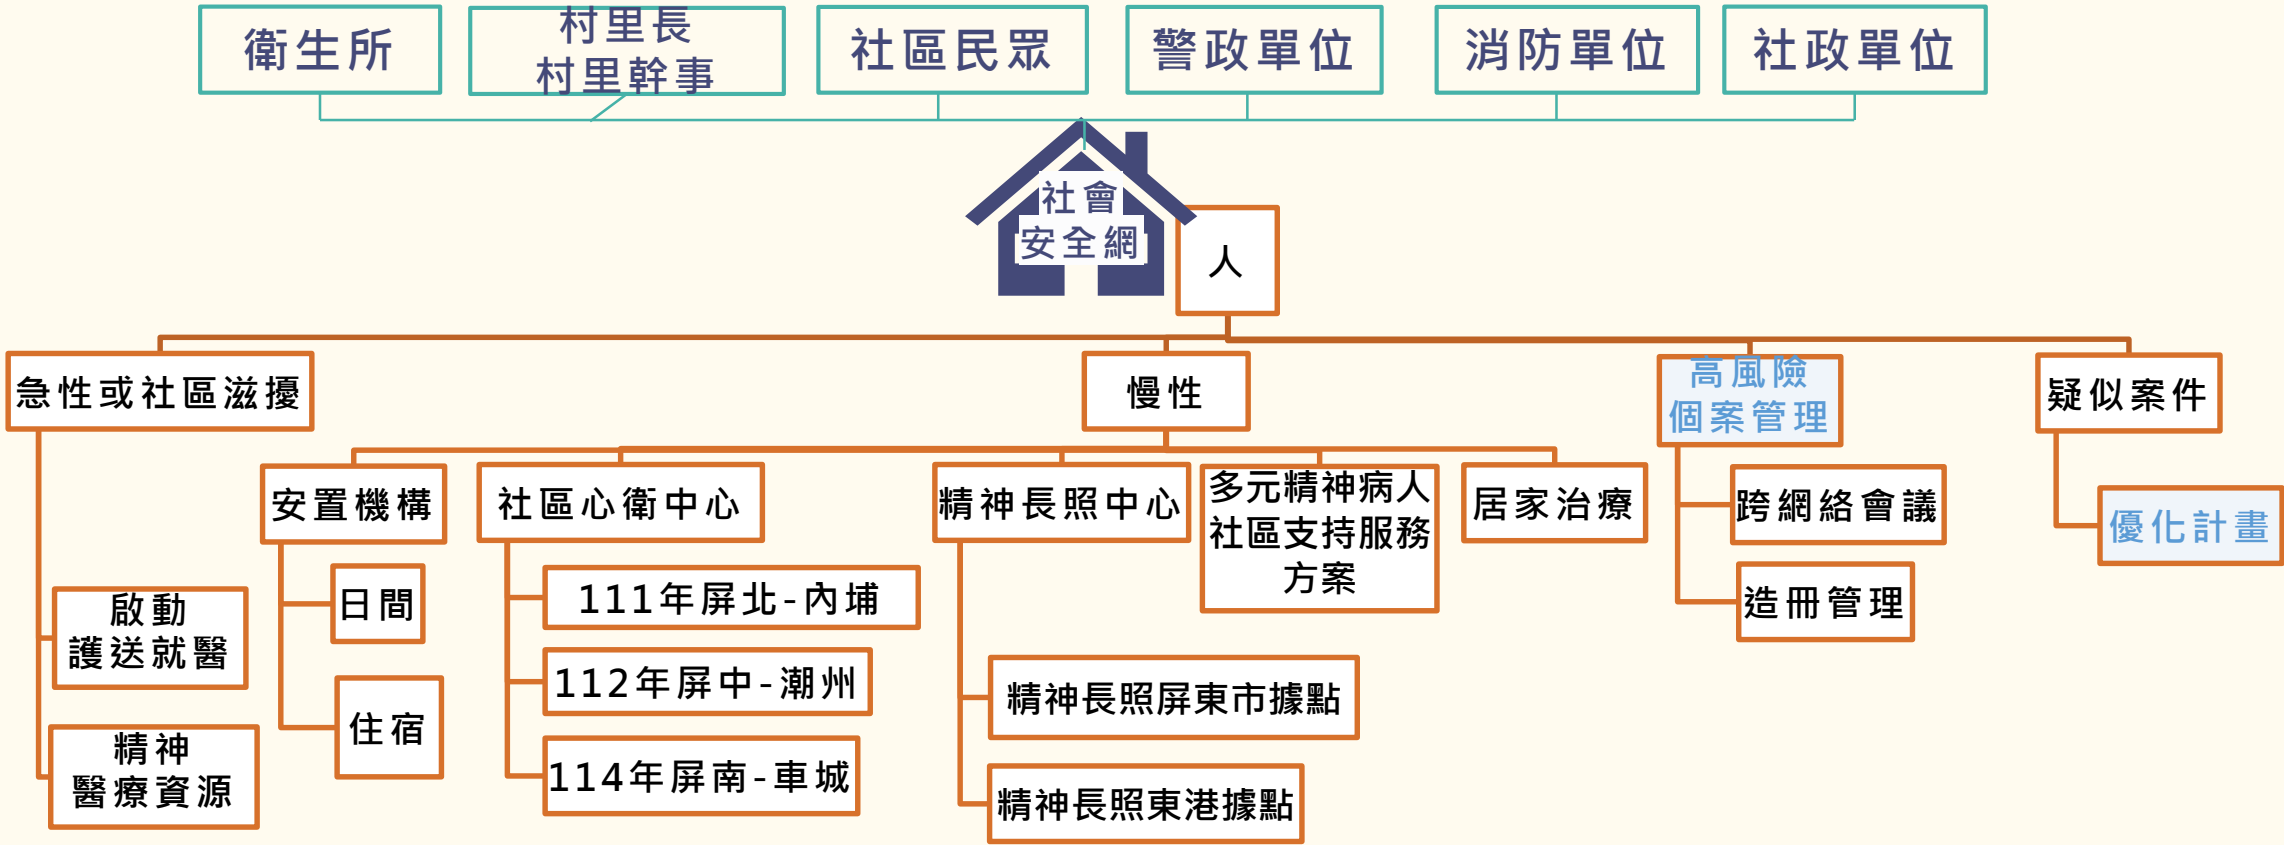 衛生所
村里長
村里幹事
社區民眾
警政單位
消防單位
社政單位
社會
安全網
人
急性或社區滋擾
慢性
高風險
個案管理
疑似案件
安置機構
社區心衛中心
精神長照中心
多元精神病人
社區支持服務
方案
居家治療
跨網絡會議
優化計畫
啟動
護送就醫
日間
111年屏北-內埔
造冊管理
112年屏中-潮州
精神長照屏東市據點
住宿
精神
醫療資源
114年屏南-車城
精神長照東港據點